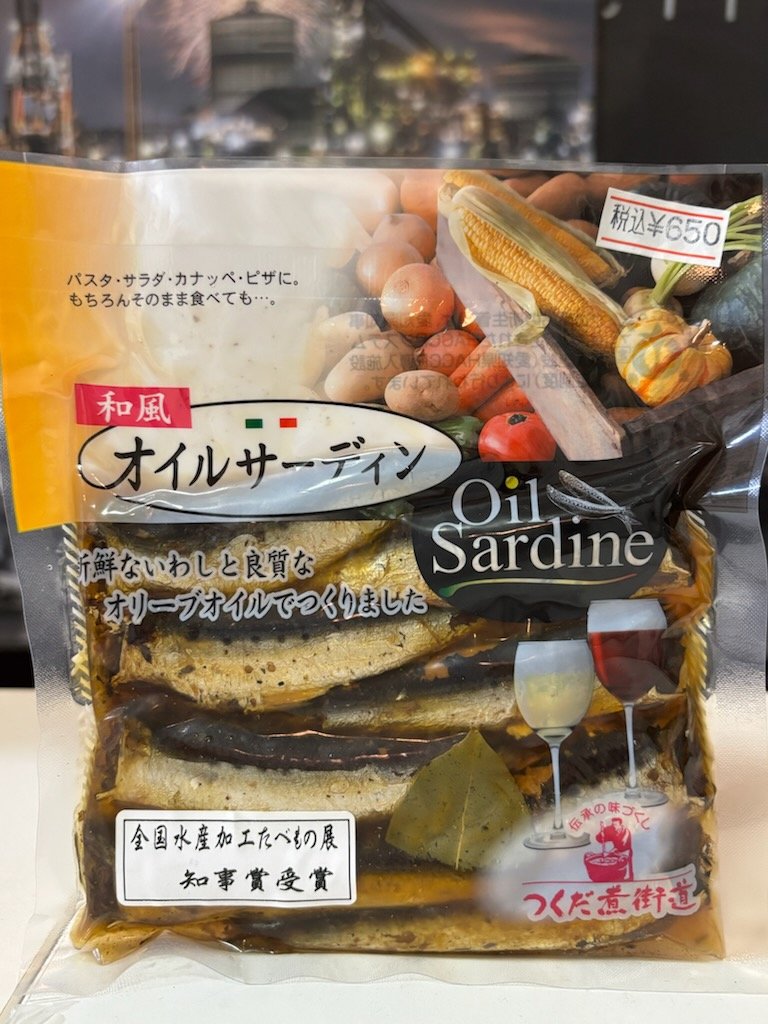 税込¥650
パスタ・サラダ・カナッペ・ピザに。
もちろんそのまま食べても…。
和風
オイルサーディン
Oil
Sardine
新鮮ないわしと良質な
オリーブオイルでつくりました
全国水産加工たべもの展
知事賞受賞
伝承の味づくし
つくだ煮街道